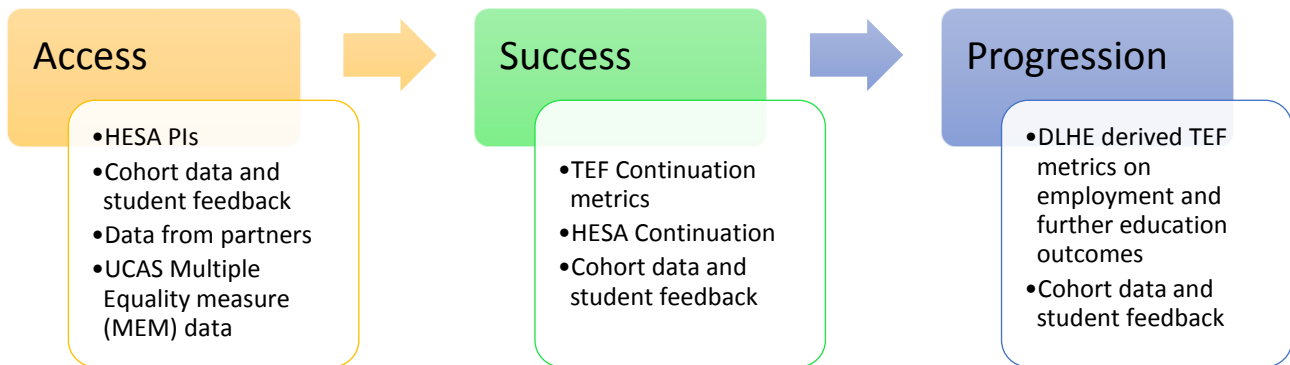 Access
•HESA PIs
•Cohort data and
student feedback
•Data from partners
•UCAS Multiple
Equality measure
(MEM) data
Success
•TEF Continuation
metrics
•HESA Continuation
•Cohort data and
student feedback
Progression
•DLHE derived TEF
metrics on
employment and
further education
outcomes
•Cohort data and
student feedback